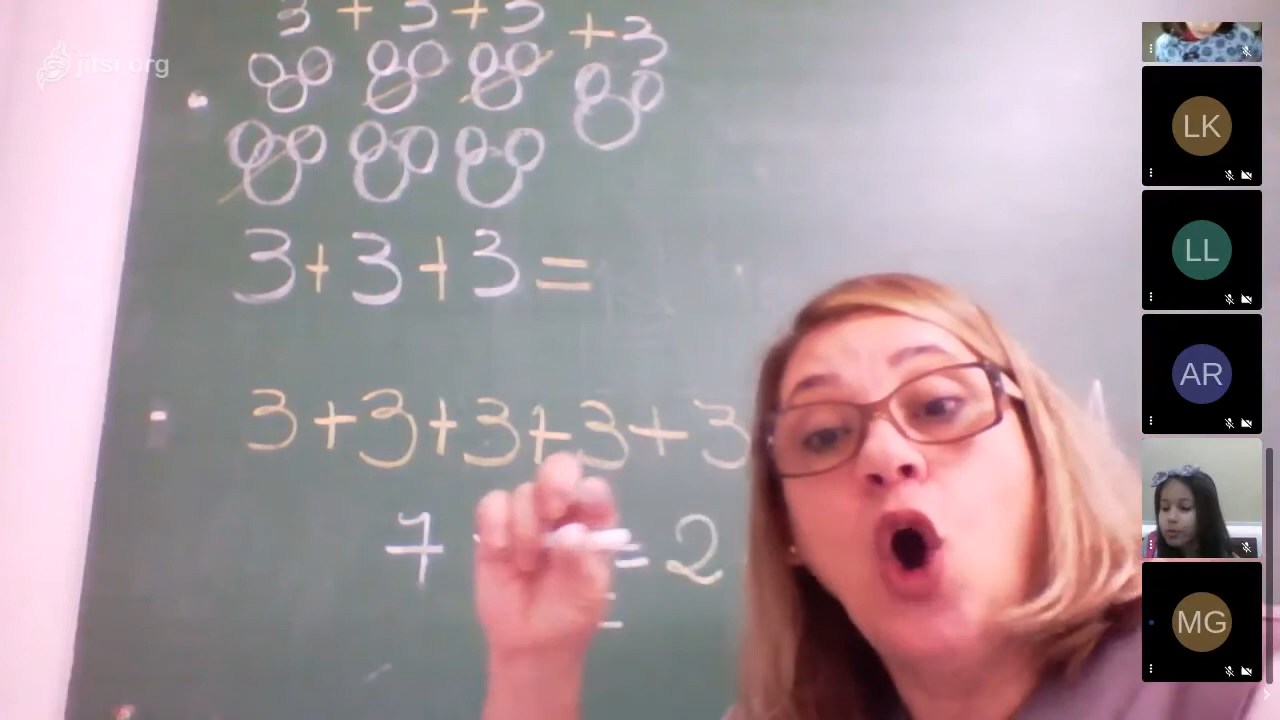 jitsi.org
3 + 3 + 3 + 3
3+3+3=
3+3+3+3+3
7 = 2
LK
LL
AR
MG